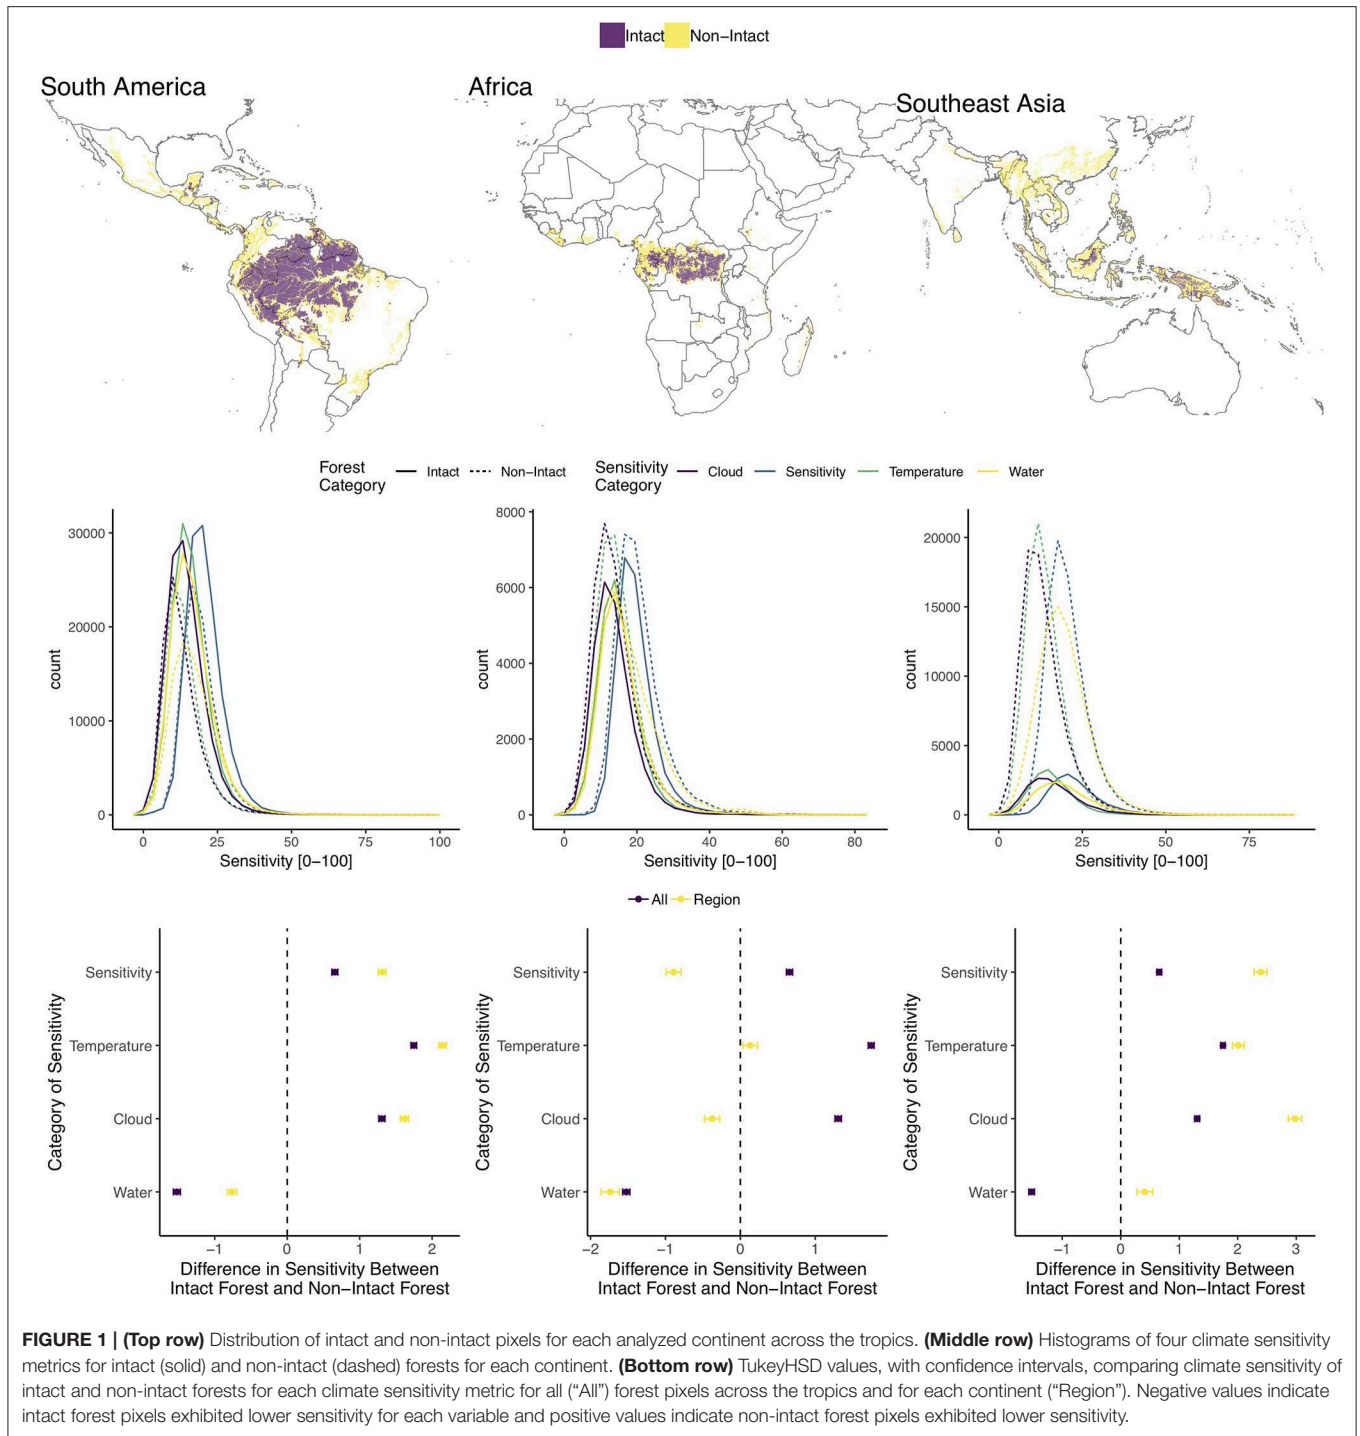 Intact Non−Intact
South America
Africa
Southeast Asia
Forest Category
Intact Non−Intact
Sensitivity Category
Cloud Sensitivity Temperature Water
30000
20000
10000
0
count
0 25 50 75 100
Sensitivity [0−100]
8000
6000
4000
2000
0
count
0 20 40 60 80
Sensitivity [0−100]
20000
15000
10000
5000
0
count
0 25 50 75
Sensitivity [0−100]
All Region
Category of Sensitivity
Sensitivity
Temperature
Cloud
Water
−1 0 1 2
Difference in Sensitivity Between
Intact Forest and Non−Intact Forest
Category of Sensitivity
Sensitivity
Temperature
Cloud
Water
−2 −1 0 1
Difference in Sensitivity Between
Intact Forest and Non−Intact Forest
Category of Sensitivity
Sensitivity
Temperature
Cloud
Water
−1 0 1 2 3
Difference in Sensitivity Between
Intact Forest and Non−Intact Forest
FIGURE 1 | (Top row) Distribution of intact and non-intact pixels for each analyzed continent across the tropics. (Middle row) Histograms of four climate sensitivity
metrics for intact (solid) and non-intact (dashed) forests for each continent. (Bottom row) TukeyHSD values, with confidence intervals, comparing climate sensitivity of
intact and non-intact forests for each climate sensitivity metric for all (“All”) forest pixels across the tropics and for each continent (“Region”). Negative values indicate
intact forest pixels exhibited lower sensitivity for each variable and positive values indicate non-intact forest pixels exhibited lower sensitivity.